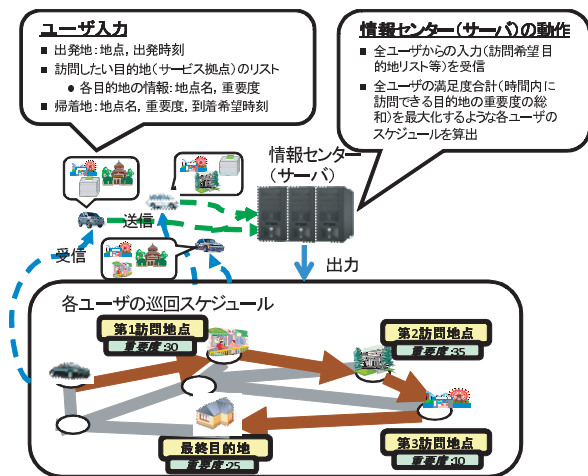 ユーザ入力
■ 出発地:地点,出発時刻
■ 訪問したい目的地(サービス拠点)のリスト
● 各目的地の情報:地点名,重要度
■ 帰着地:地点名,重要度,到着希望時刻
情報センター(サーバ)の動作
■ 全ユーザからの入力(訪問希望目
的地リスト等)を受信
■ 全ユーザの満足度合計(時間内に
訪問できる目的地の重要度の総
和)を最大化するような各ユーザの
スケジュールを算出
情報センター
(サーバ)
送信
受信
出力
各ユーザの巡回スケジュール
第1訪問地点
重要度:30
第2訪問地点
重要度:35
最終目的地
重要度:25
第3訪問地点
重要度:10